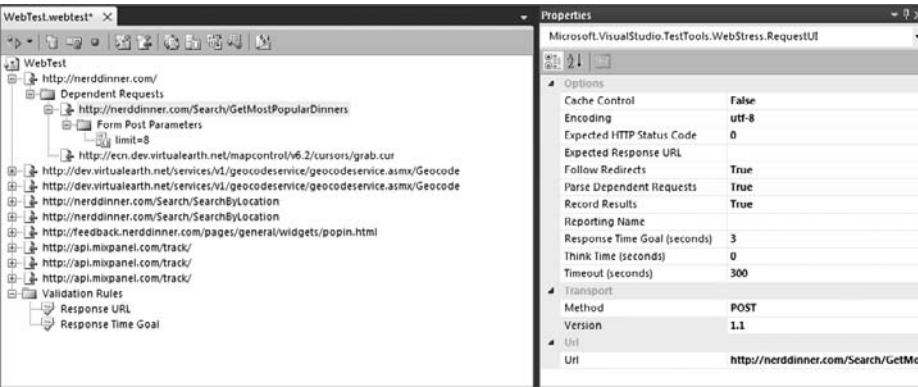 WebTest.webtest*
WebTest
http://nerddinner.com/
Dependent Requests
http://nerddinner.com/Search/GetMostPopularDinners
Form Post Parameters
limit=8
http://ecn.dev.virtualearth.net/mapcontrol/v6.2/cursors/grab.cur
http://dev.virtualearth.net/services/v1/geocodeservice/geocodeservice.asmx/Geocode
http://dev.virtualearth.net/services/v1/geocodeservice/geocodeservice.asmx/Geocode
http://nerddinner.com/Search/SearchByLocation
http://nerddinner.com/Search/SearchByLocation
http://feedback.nerddinner.com/pages/general/widgets/popin.html
http://api.mixpanel.com/track/
http://api.mixpanel.com/track/
http://api.mixpanel.com/track/
Validation Rules
Response URL
Response Time Goal
Properties
Microsoft.VisualStudio.TestTools.WebStress.RequestUI
Options
Cache Control False
Encoding utf-8
Expected HTTP Status Code 0
Expected Response URL
Follow Redirects True
Parse Dependent Requests True
Record Results True
Reporting Name
Response Time Goal (seconds) 3
Think Time (seconds) 0
Timeout (seconds) 300
Transport
Method POST
Version 1.1
Url
Url http://nerddinner.com/Search/GetMo